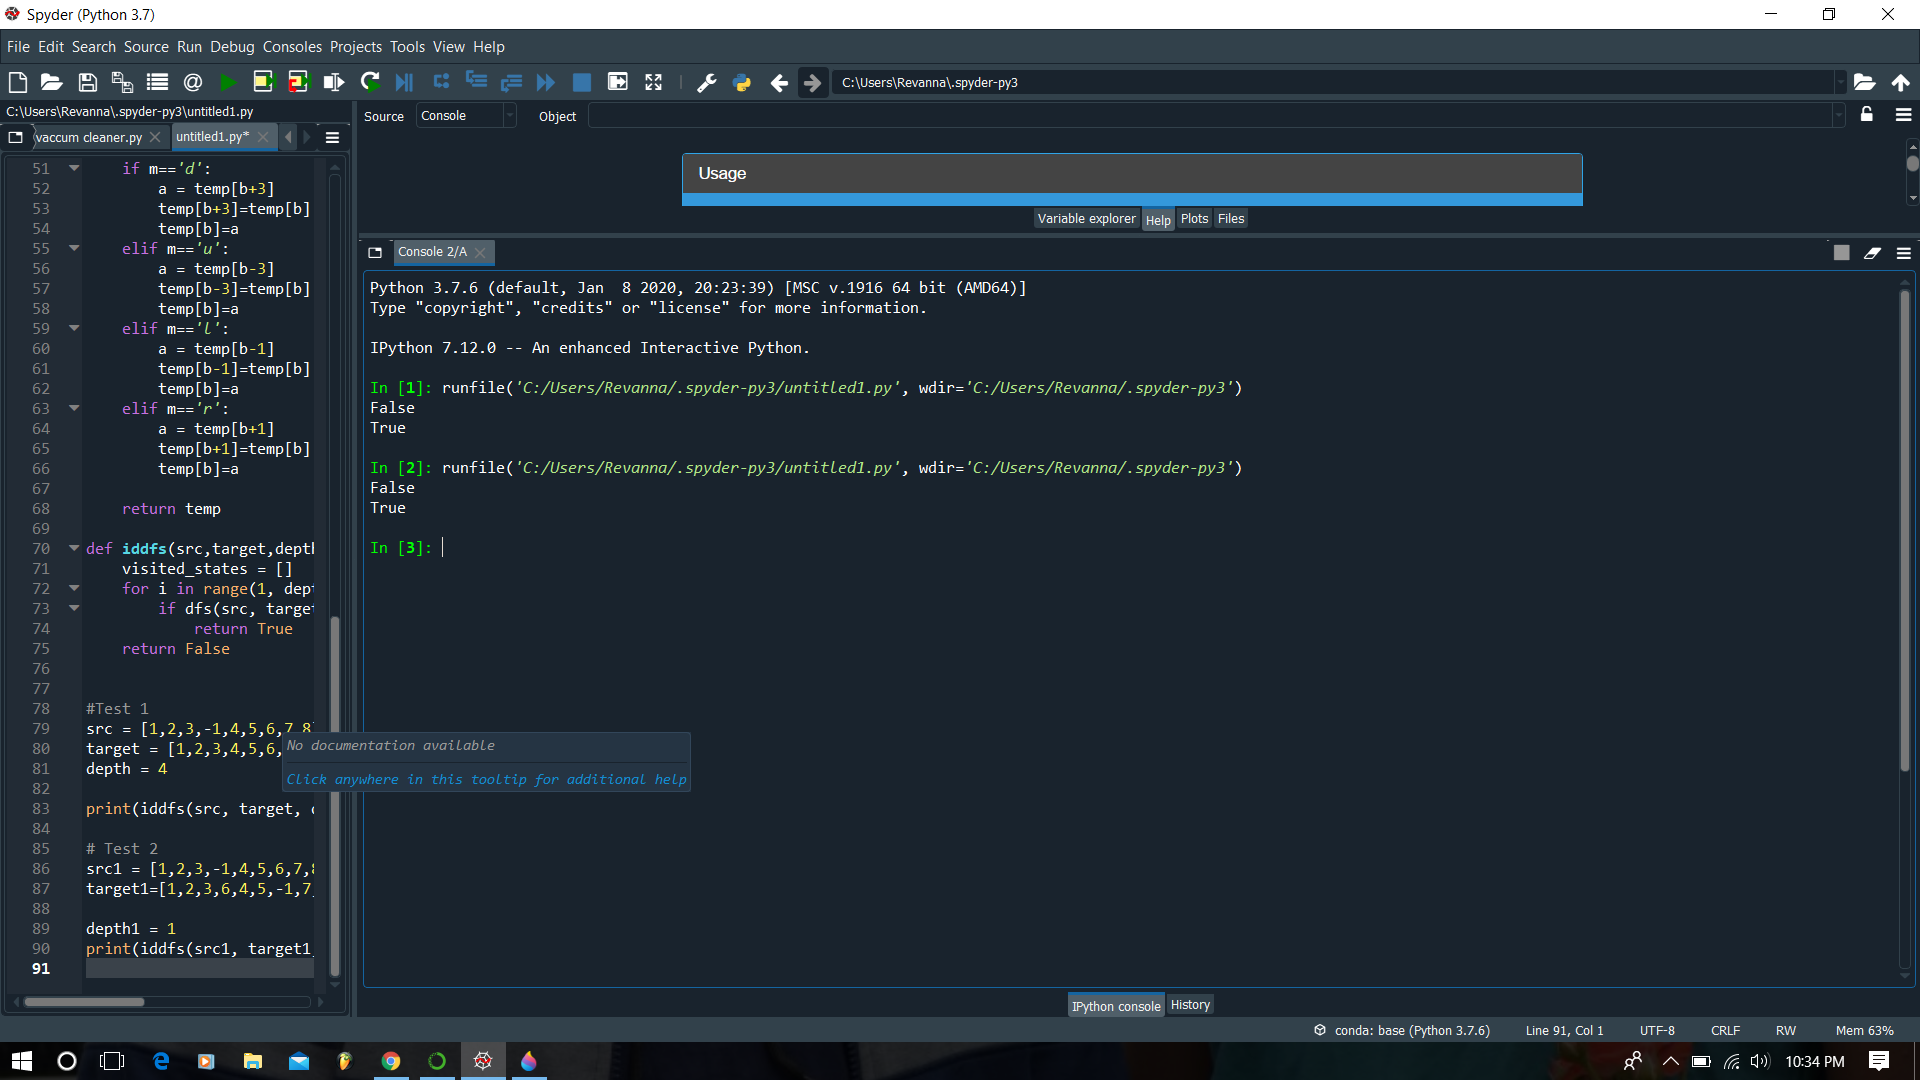 Spyder (Python 3.7)
File Edit Search Source Run Debug Consoles Projects Tools View Help
C:\Users\Revanna\.spyder-py3
C:\Users\Revanna\.spyder-py3\untitled1.py
vaccum cleaner.py
untitled1.py*
51 if m=='d':
52 a = temp[b+3]
53 temp[b+3]=temp[b]
54 temp[b]=a
55 elif m=='u':
56 a = temp[b-3]
57 temp[b-3]=temp[b]
58 temp[b]=a
59 elif m=='l':
60 a = temp[b-1]
61 temp[b-1]=temp[b]
62 temp[b]=a
63 elif m=='r':
64 a = temp[b+1]
65 temp[b+1]=temp[b]
66 temp[b]=a
67
68 return temp
69
70 def iddfs(src,target,depth
71 visited_states = []
72 for i in range(1, dept
73 if dfs(src, target
74 return True
75 return False
76
77
78 #Test 1
79 src = [1,2,3,-1,4,5,6,7,8]
80 target = [1,2,3,4,5,6,
81 depth = 4
82
83 print(iddfs(src, target, d
84
85 # Test 2
86 src1 = [1,2,3,-1,4,5,6,7,8
87 target1=[1,2,3,6,4,5,-1,7,
88
89 depth1 = 1
90 print(iddfs(src1, target1,
91
No documentation available
Click anywhere in this tooltip for additional help
Source Console Object
Usage
Variable explorer Help Plots Files
Console 2/A
Python 3.7.6 (default, Jan  8 2020, 20:23:39) [MSC v.1916 64 bit (AMD64)]
Type "copyright", "credits" or "license" for more information.
IPython 7.12.0 -- An enhanced Interactive Python.
In [1]: runfile('C:/Users/Revanna/.spyder-py3/untitled1.py', wdir='C:/Users/Revanna/.spyder-py3')
False
True
In [2]: runfile('C:/Users/Revanna/.spyder-py3/untitled1.py', wdir='C:/Users/Revanna/.spyder-py3')
False
True
In [3]:
IPython console History
conda: base (Python 3.7.6) Line 91, Col 1 UTF-8 CRLF RW Mem 63%
10:34 PM